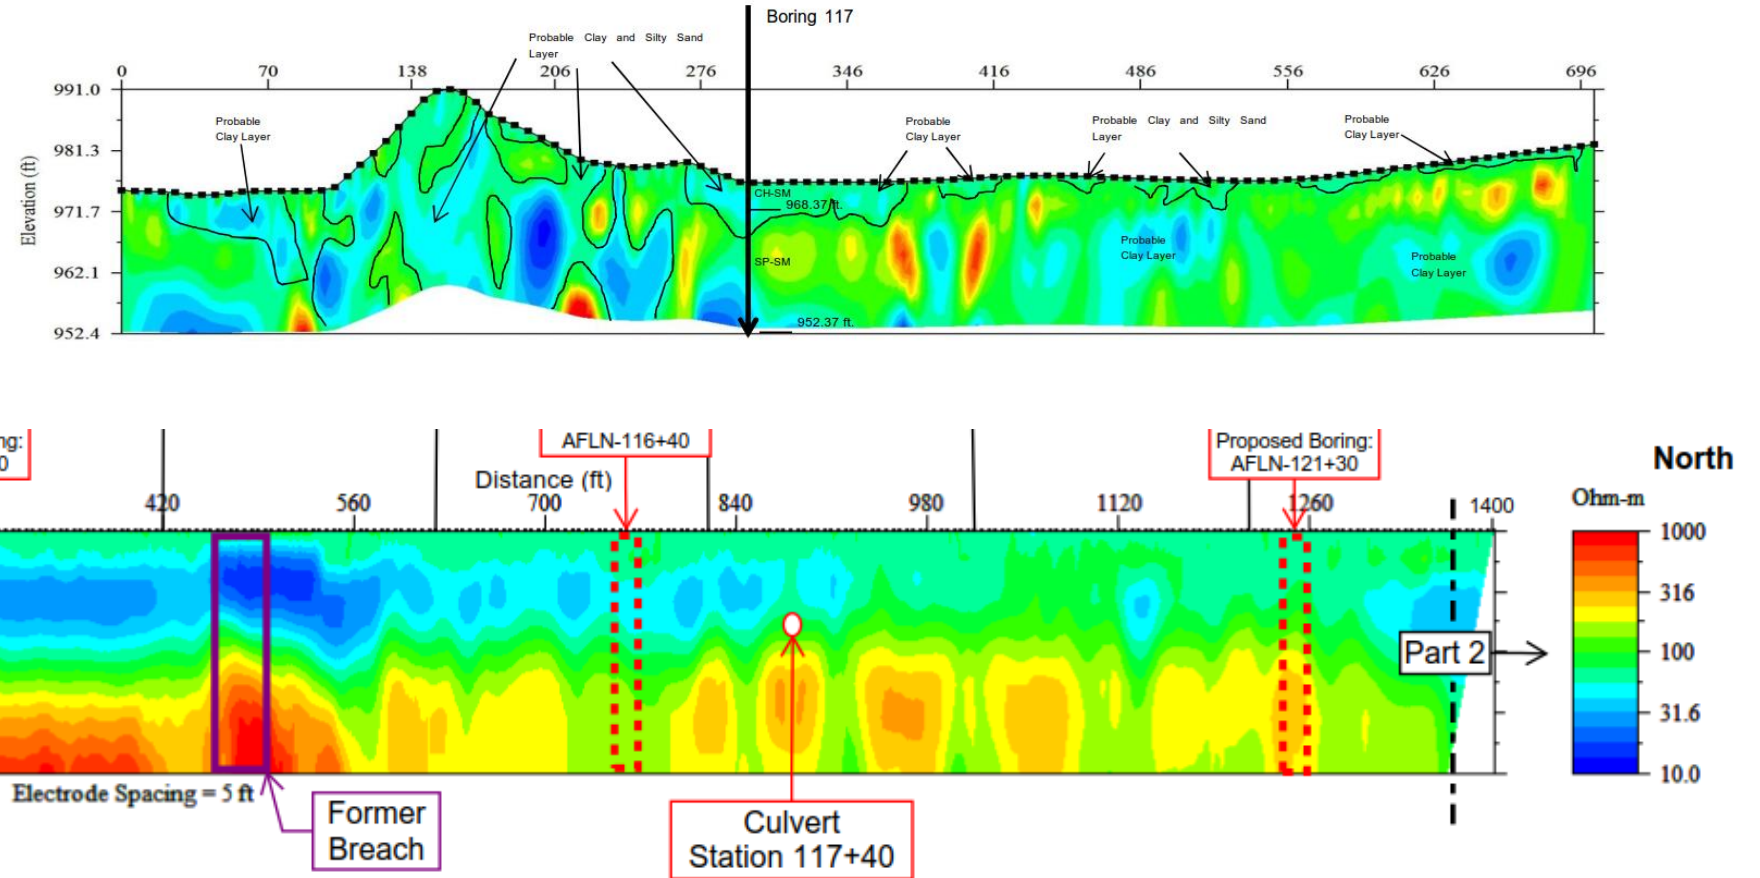 Boring 117
Probable Clay and Silty Sand
Layer
0 70 138 206 276 346 416 486 556 626 696
991.0
981.3
971.7
962.1
952.4
Elevation (ft)
Probable
Clay Layer
Probable
Clay Layer
Probable Clay and Silty Sand
Layer
Probable
Clay Layer
CH-SM
968.37 ft.
SP-SM
Probable
Clay Layer
Probable
Clay Layer
952.37 ft.
ng:
0
AFLN-116+40
Proposed Boring:
AFLN-121+30
North
Distance (ft)
420 560 700 840 980 1120 1260 1400
Ohm-m
1000
316
100
31.6
10.0
Part 2
Electrode Spacing = 5 ft
Former
Breach
Culvert
Station 117+40